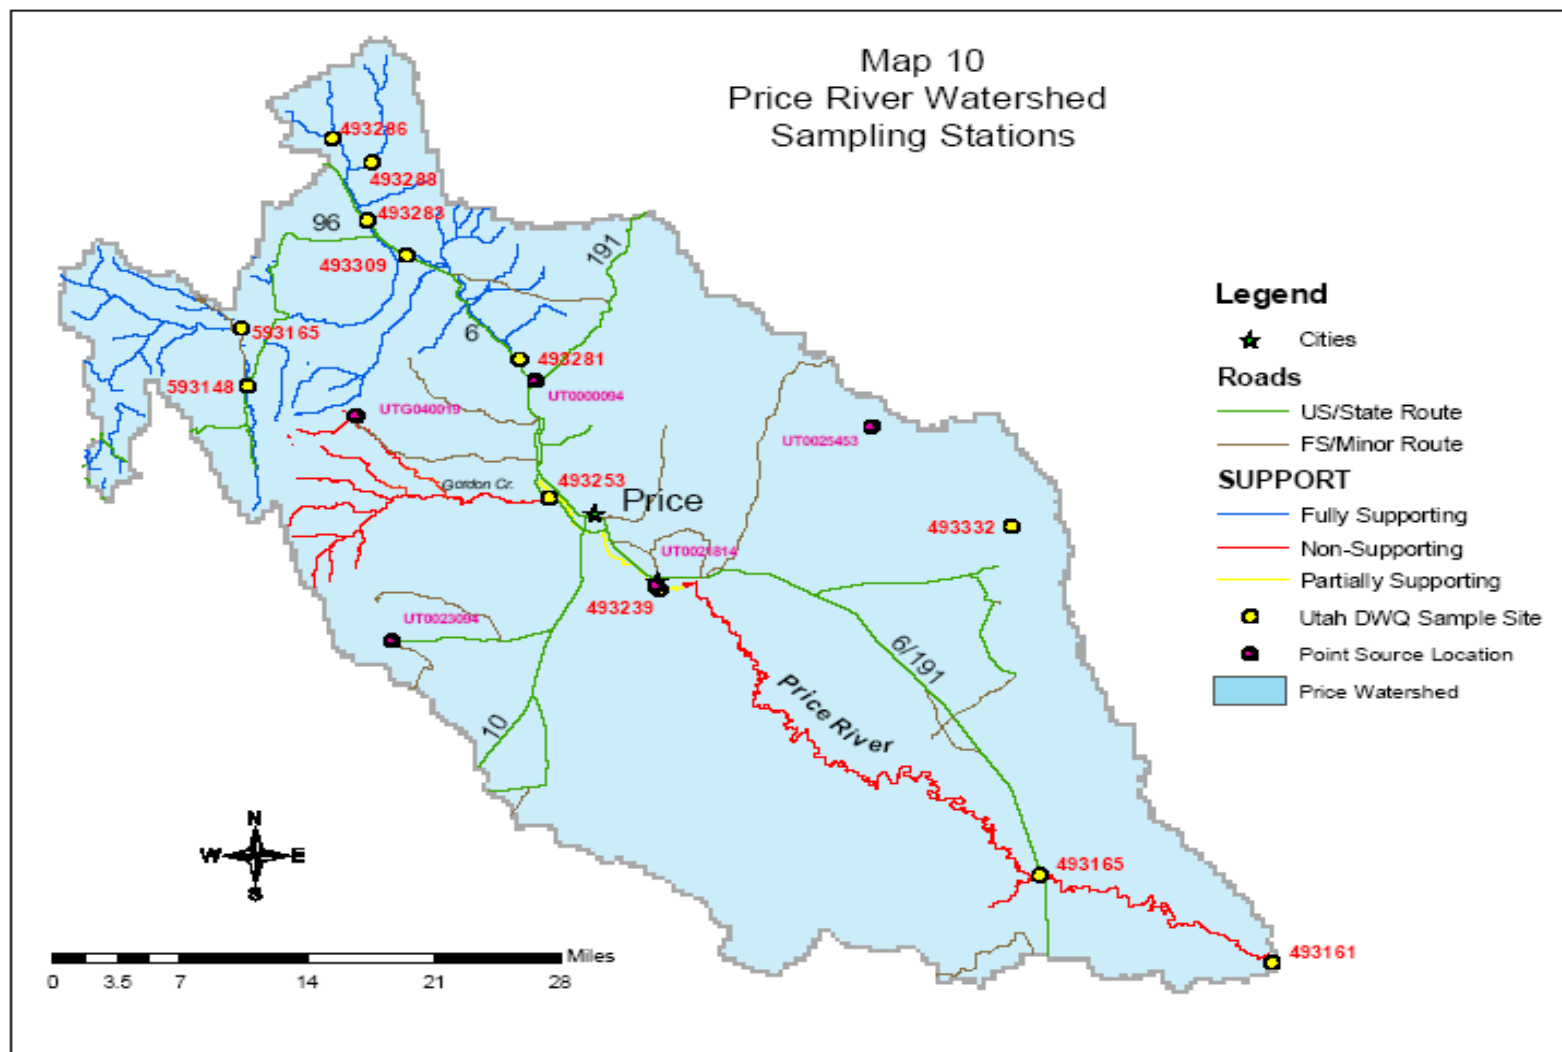 Map 10
Price River Watershed
Sampling Stations
493286
493288
493283
96
493309
191
593165
6
493281
593148
UT0000094
UTG040019
UT0025453
Gordon Cr.
493253
Price
493332
UT0021814
493239
UT0023094
6/191
Price River
10
493165
493161
Legend
Cities
Roads
US/State Route
FS/Minor Route
SUPPORT
Fully Supporting
Non-Supporting
Partially Supporting
Utah DWQ Sample Site
Point Source Location
Price Watershed
N
W E
S
Miles
0 3.5 7 14 21 28